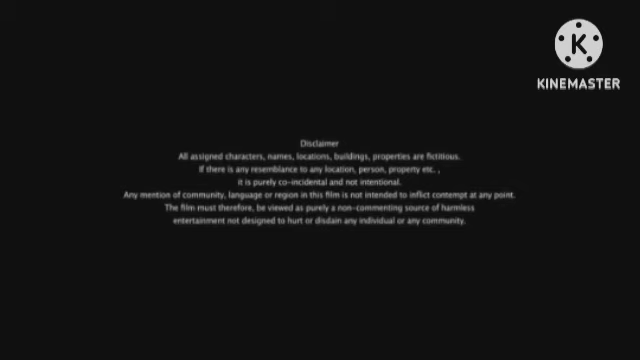 K
KINEMASTER
Disclaimer
All assigned characters, names, locations, buildings, properties are fictitious.
If there is any resemblance to any location, person, property etc. ,
it is purely co-incidental and not intentional.
Any mention of community, language or region in this film is not intended to inflict contempt at any point.
The film must therefore, be viewed as purely a non-commenting source of harmless
entertainment not designed to hurt or disdain any individual or any community.